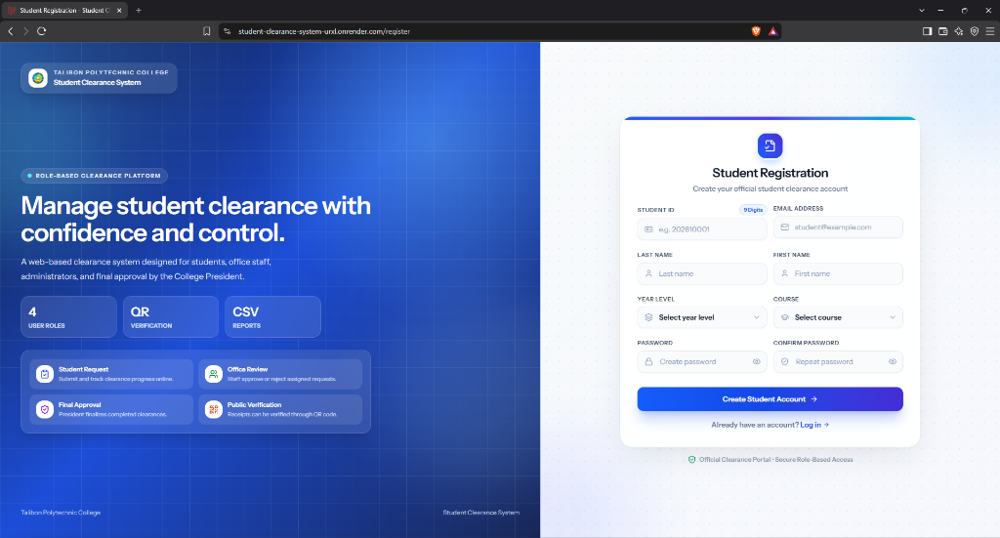 Student Registration - Student C
student-clearance-system-urxl.onrender.com/register
TALIBON POLYTECHNIC COLLEGE
Student Clearance System
ROLE-BASED CLEARANCE PLATFORM
Manage student clearance with
confidence and control.
A web-based clearance system designed for students, office staff,
administrators, and final approval by the College President.
4
USER ROLES
QR
VERIFICATION
CSV
REPORTS
Student Request
Submit and track clearance progress online.
Office Review
Staff approve or reject assigned requests.
Final Approval
President finalizes completed clearances.
Public Verification
Receipts can be verified through QR code.
Talibon Polytechnic College
Student Clearance System
Student Registration
Create your official student clearance account
STUDENT ID
9 Digits
e.g. 202810001
EMAIL ADDRESS
student@example.com
LAST NAME
Last name
FIRST NAME
First name
YEAR LEVEL
Select year level
COURSE
Select course
PASSWORD
Create password
CONFIRM PASSWORD
Repeat password
Create Student Account →
Already have an account? Log in →
Official Clearance Portal · Secure Role-Based Access